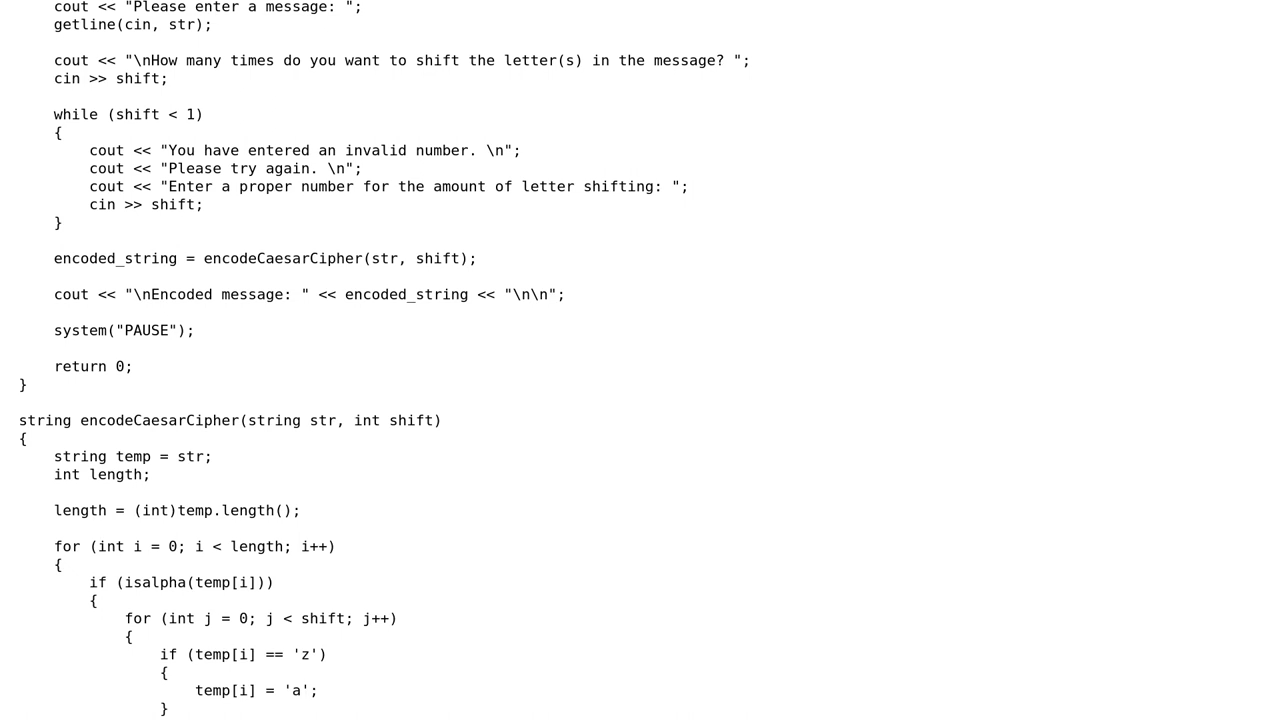 cout << "Please enter a message: ";
getline(cin, str);
cout << "\nHow many times do you want to shift the letter(s) in the message? ";
cin >> shift;
while (shift < 1)
{
cout << "You have entered an invalid number. \n";
cout << "Please try again. \n";
cout << "Enter a proper number for the amount of letter shifting: ";
cin >> shift;
}
encoded_string = encodeCaesarCipher(str, shift);
cout << "\nEncoded message: " << encoded_string << "\n\n";
system("PAUSE");
return 0;
}
string encodeCaesarCipher(string str, int shift)
{
string temp = str;
int length;
length = (int)temp.length();
for (int i = 0; i < length; i++)
{
if (isalpha(temp[i]))
{
for (int j = 0; j < shift; j++)
{
if (temp[i] == 'z')
{
temp[i] = 'a';
}